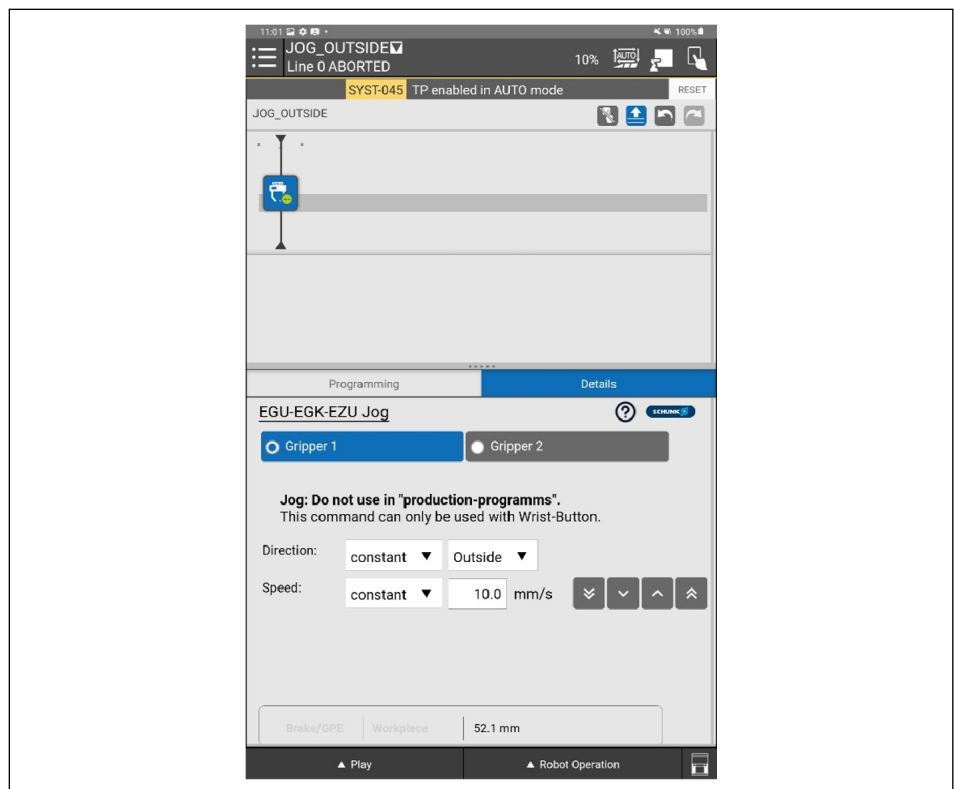 11:01
100%
JOG_OUTSIDE
10%
AUTO
Line 0 ABORTED
SYST-045 TP enabled in AUTO mode
RESET
JOG_OUTSIDE
Programming
Details
EGU-EGK-EZU Jog
SCHUNK
Gripper 1
Gripper 2
Jog: Do not use in "production-programms".
This command can only be used with Wrist-Button.
Direction: constant Outside
Speed: constant 10.0 mm/s
Brake/GPE Workpiece 52.1 mm
Play
Robot Operation